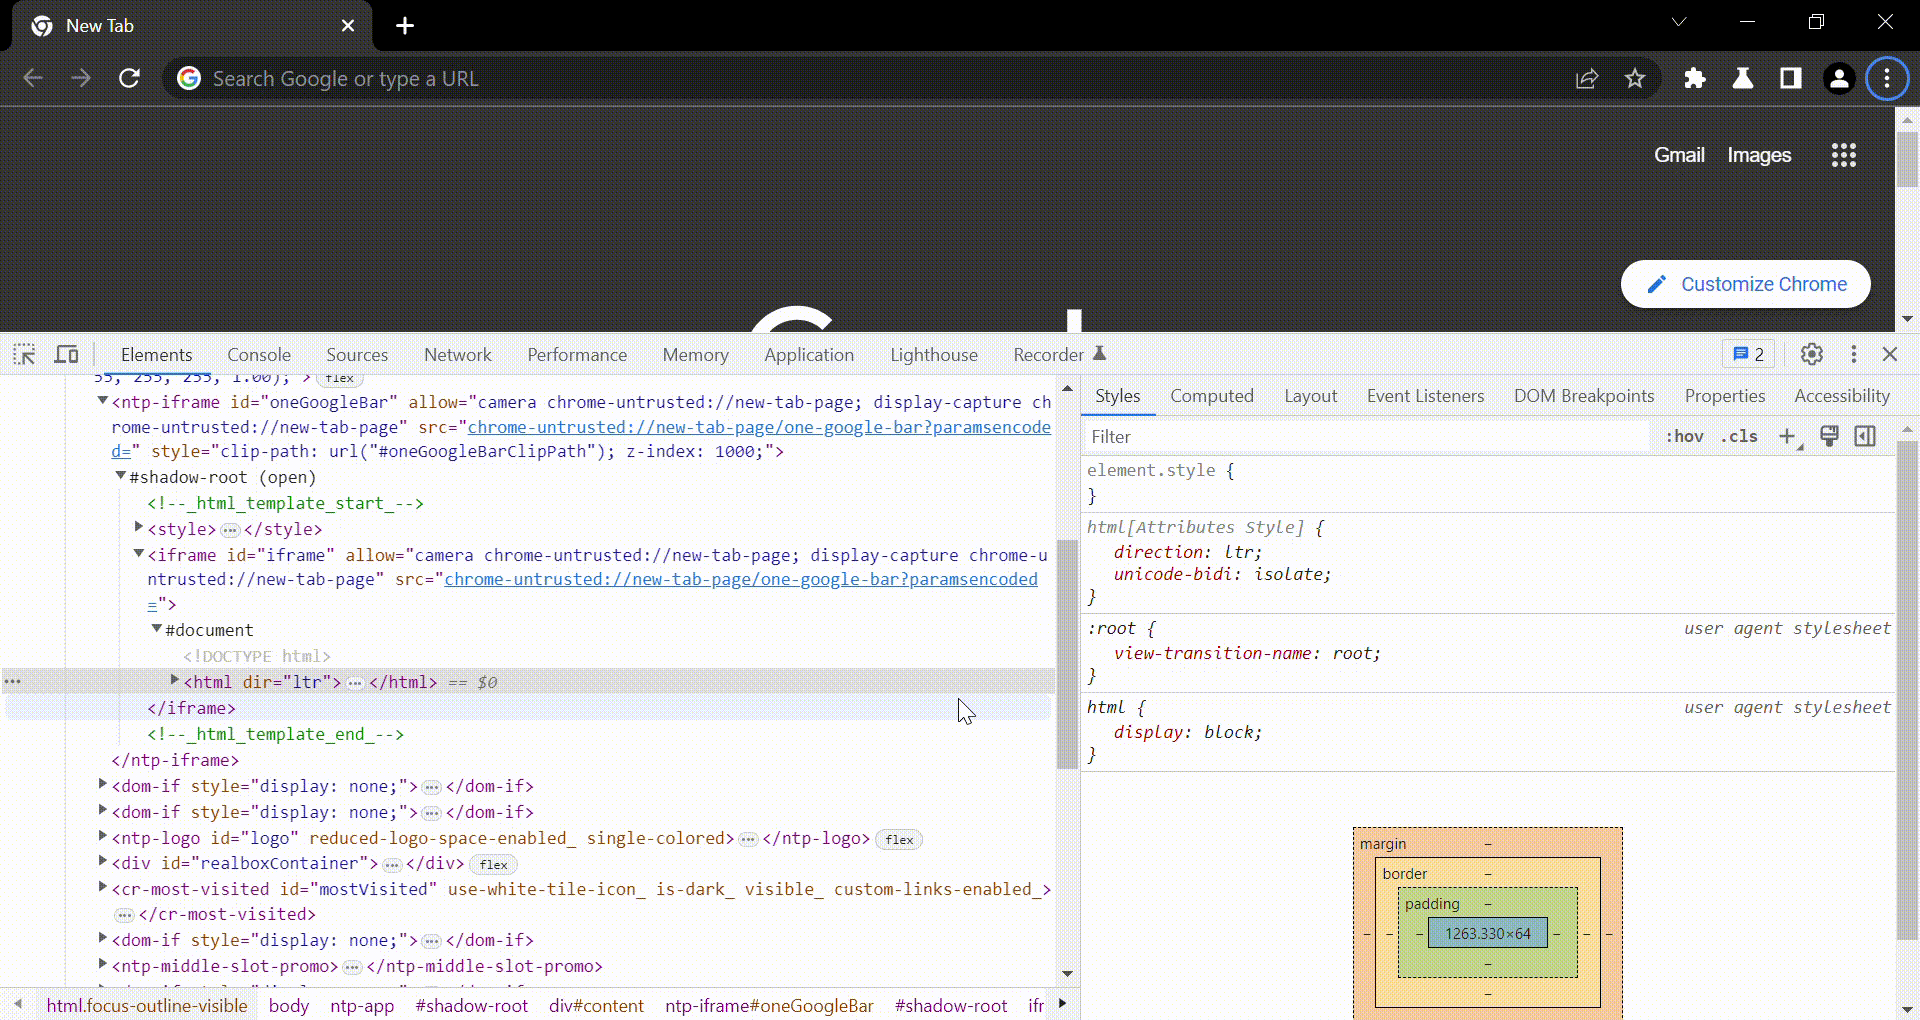 New Tab
Search Google or type a URL
Gmail Images
Customize Chrome
Elements Console Sources Network Performance Memory Application Lighthouse Recorder 2
55, 255, 255, 1.00); > flex
<ntp-iframe id="oneGoogleBar" allow="camera chrome-untrusted://new-tab-page; display-capture ch
rome-untrusted://new-tab-page" src="chrome-untrusted://new-tab-page/one-google-bar?paramsencode
d=" style="clip-path: url("#oneGoogleBarClipPath"); z-index: 1000;">
#shadow-root (open)
<!--_html_template_start_-->
<style>…</style>
<iframe id="iframe" allow="camera chrome-untrusted://new-tab-page; display-capture chrome-u
ntrusted://new-tab-page" src="chrome-untrusted://new-tab-page/one-google-bar?paramsencoded
=">
#document
<!DOCTYPE html>
… <html dir="ltr">…</html> == $0
</iframe>
<!--_html_template_end_-->
</ntp-iframe>
<dom-if style="display: none;">…</dom-if>
<dom-if style="display: none;">…</dom-if>
<ntp-logo id="logo" reduced-logo-space-enabled_ single-colored>…</ntp-logo> flex
<div id="realboxContainer">…</div> flex
<cr-most-visited id="mostVisited" use-white-tile-icon_ is-dark_ visible_ custom-links-enabled_>
…</cr-most-visited>
<dom-if style="display: none;">…</dom-if>
<ntp-middle-slot-promo>…</ntp-middle-slot-promo>
html.focus-outline-visible body ntp-app #shadow-root div#content ntp-iframe#oneGoogleBar #shadow-root ifr
Styles Computed Layout Event Listeners DOM Breakpoints Properties Accessibility
Filter :hov .cls +
element.style {
}
html[Attributes Style] {
direction: ltr;
unicode-bidi: isolate;
}
:root { user agent stylesheet
view-transition-name: root;
}
html { user agent stylesheet
display: block;
}
margin –
border –
padding –
– – – 1263.330×64 – – –
–
–